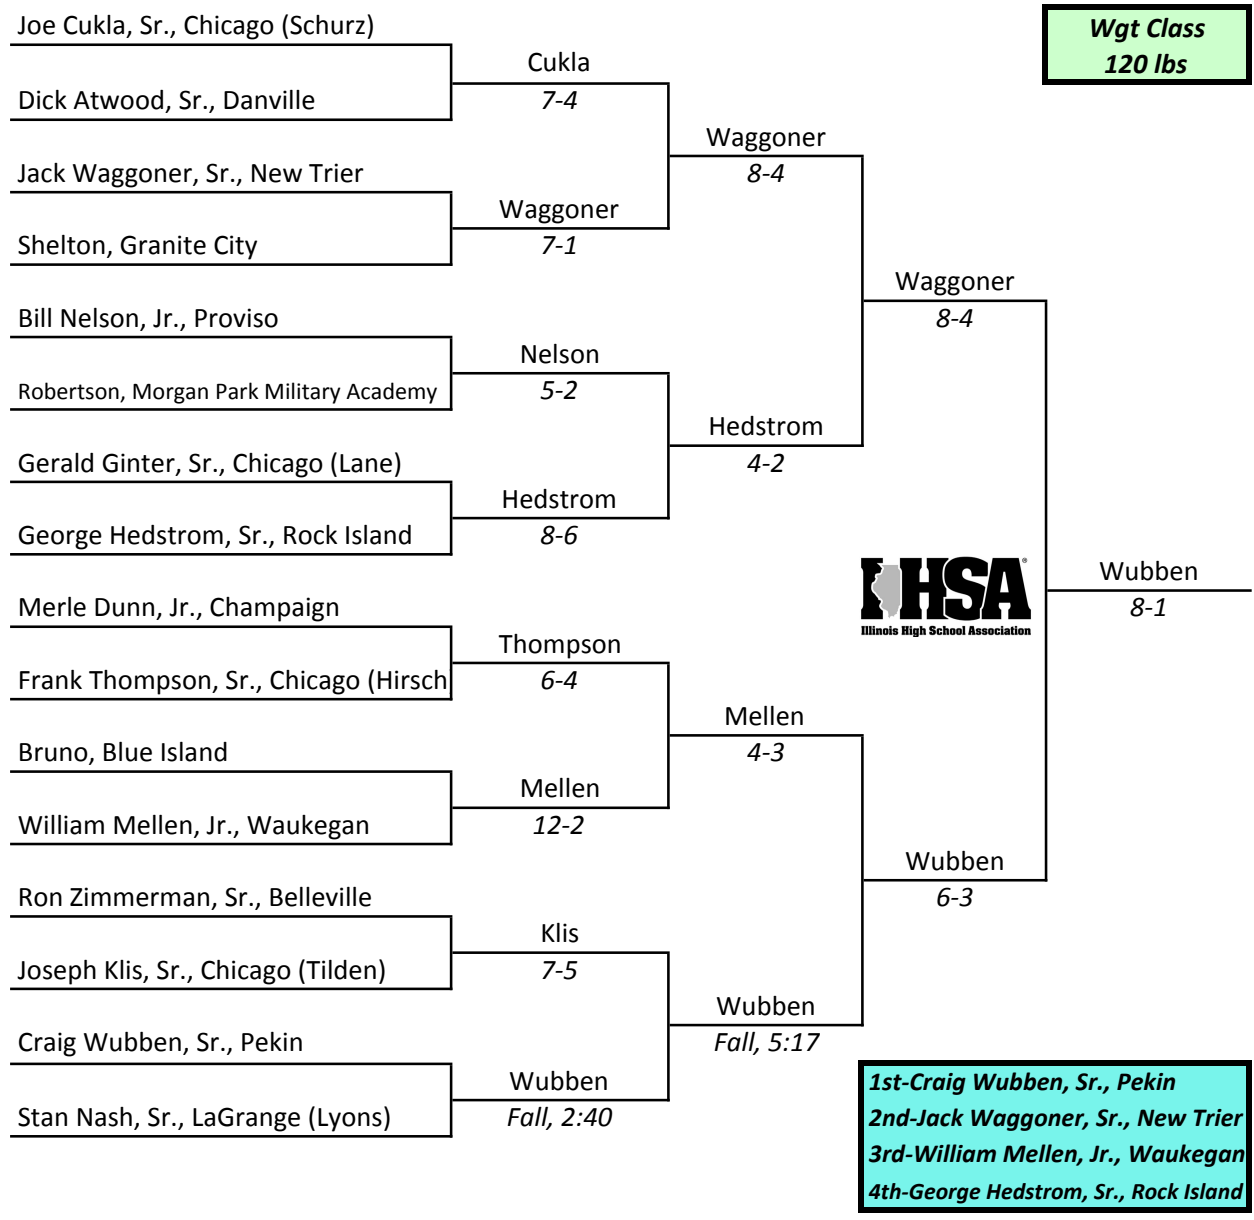 Joe Cukla, Sr., Chicago (Schurz)
Wgt Class
120 lbs
Cukla
7-4
Dick Atwood, Sr., Danville
Waggoner
8-4
Jack Waggoner, Sr., New Trier
Waggoner
7-1
Shelton, Granite City
Waggoner
8-4
Bill Nelson, Jr., Proviso
Nelson
5-2
Robertson, Morgan Park Military Academy
Hedstrom
4-2
Gerald Ginter, Sr., Chicago (Lane)
Hedstrom
8-6
George Hedstrom, Sr., Rock Island
IHSA®
Illinois High School Association
Wubben
8-1
Merle Dunn, Jr., Champaign
Thompson
6-4
Frank Thompson, Sr., Chicago (Hirsch
Mellen
4-3
Bruno, Blue Island
Mellen
12-2
William Mellen, Jr., Waukegan
Wubben
6-3
Ron Zimmerman, Sr., Belleville
Klis
7-5
Joseph Klis, Sr., Chicago (Tilden)
Wubben
Fall, 5:17
Craig Wubben, Sr., Pekin
Wubben
Fall, 2:40
Stan Nash, Sr., LaGrange (Lyons)
1st-Craig Wubben, Sr., Pekin
2nd-Jack Waggoner, Sr., New Trier
3rd-William Mellen, Jr., Waukegan
4th-George Hedstrom, Sr., Rock Island